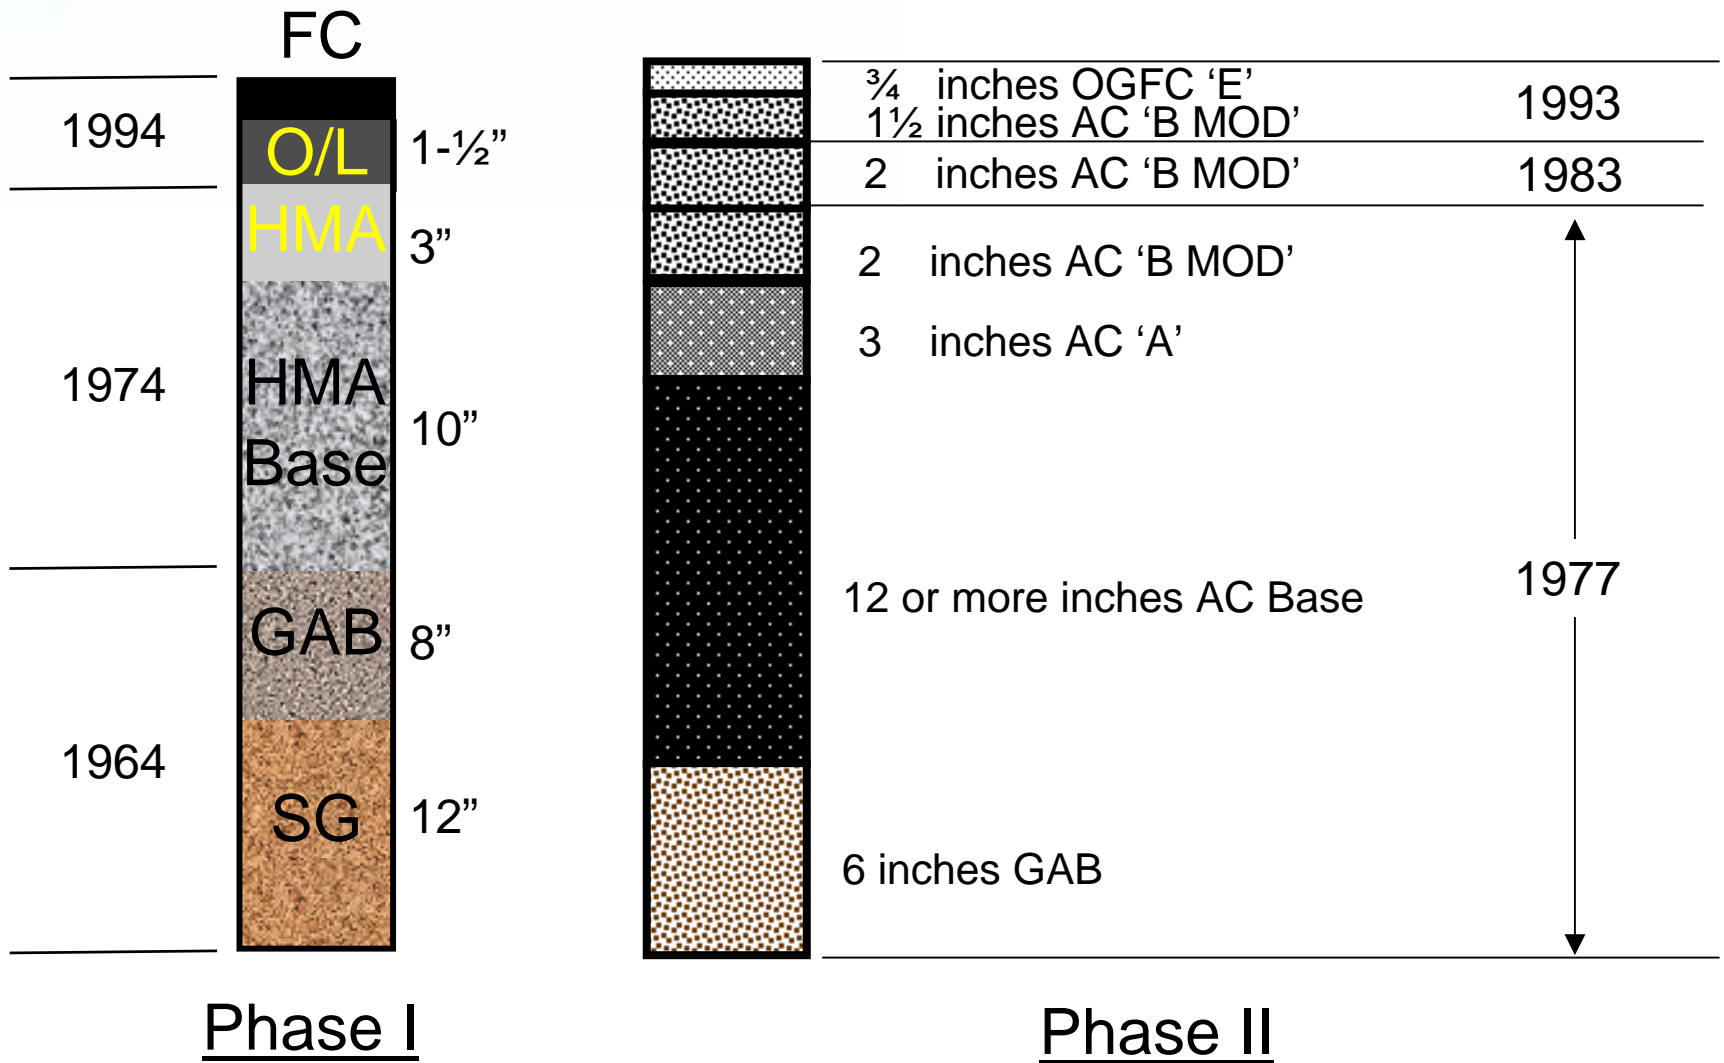 FC
1994
O/L
1-½”
HMA
3”
1974
HMA
Base
10”
GAB
8”
1964
SG
12”
Phase I
¾ inches OGFC ‘E’
1½ inches AC ‘B MOD’
1993
2 inches AC ‘B MOD’
1983
2 inches AC ‘B MOD’
3 inches AC ‘A’
12 or more inches AC Base
1977
6 inches GAB
Phase II